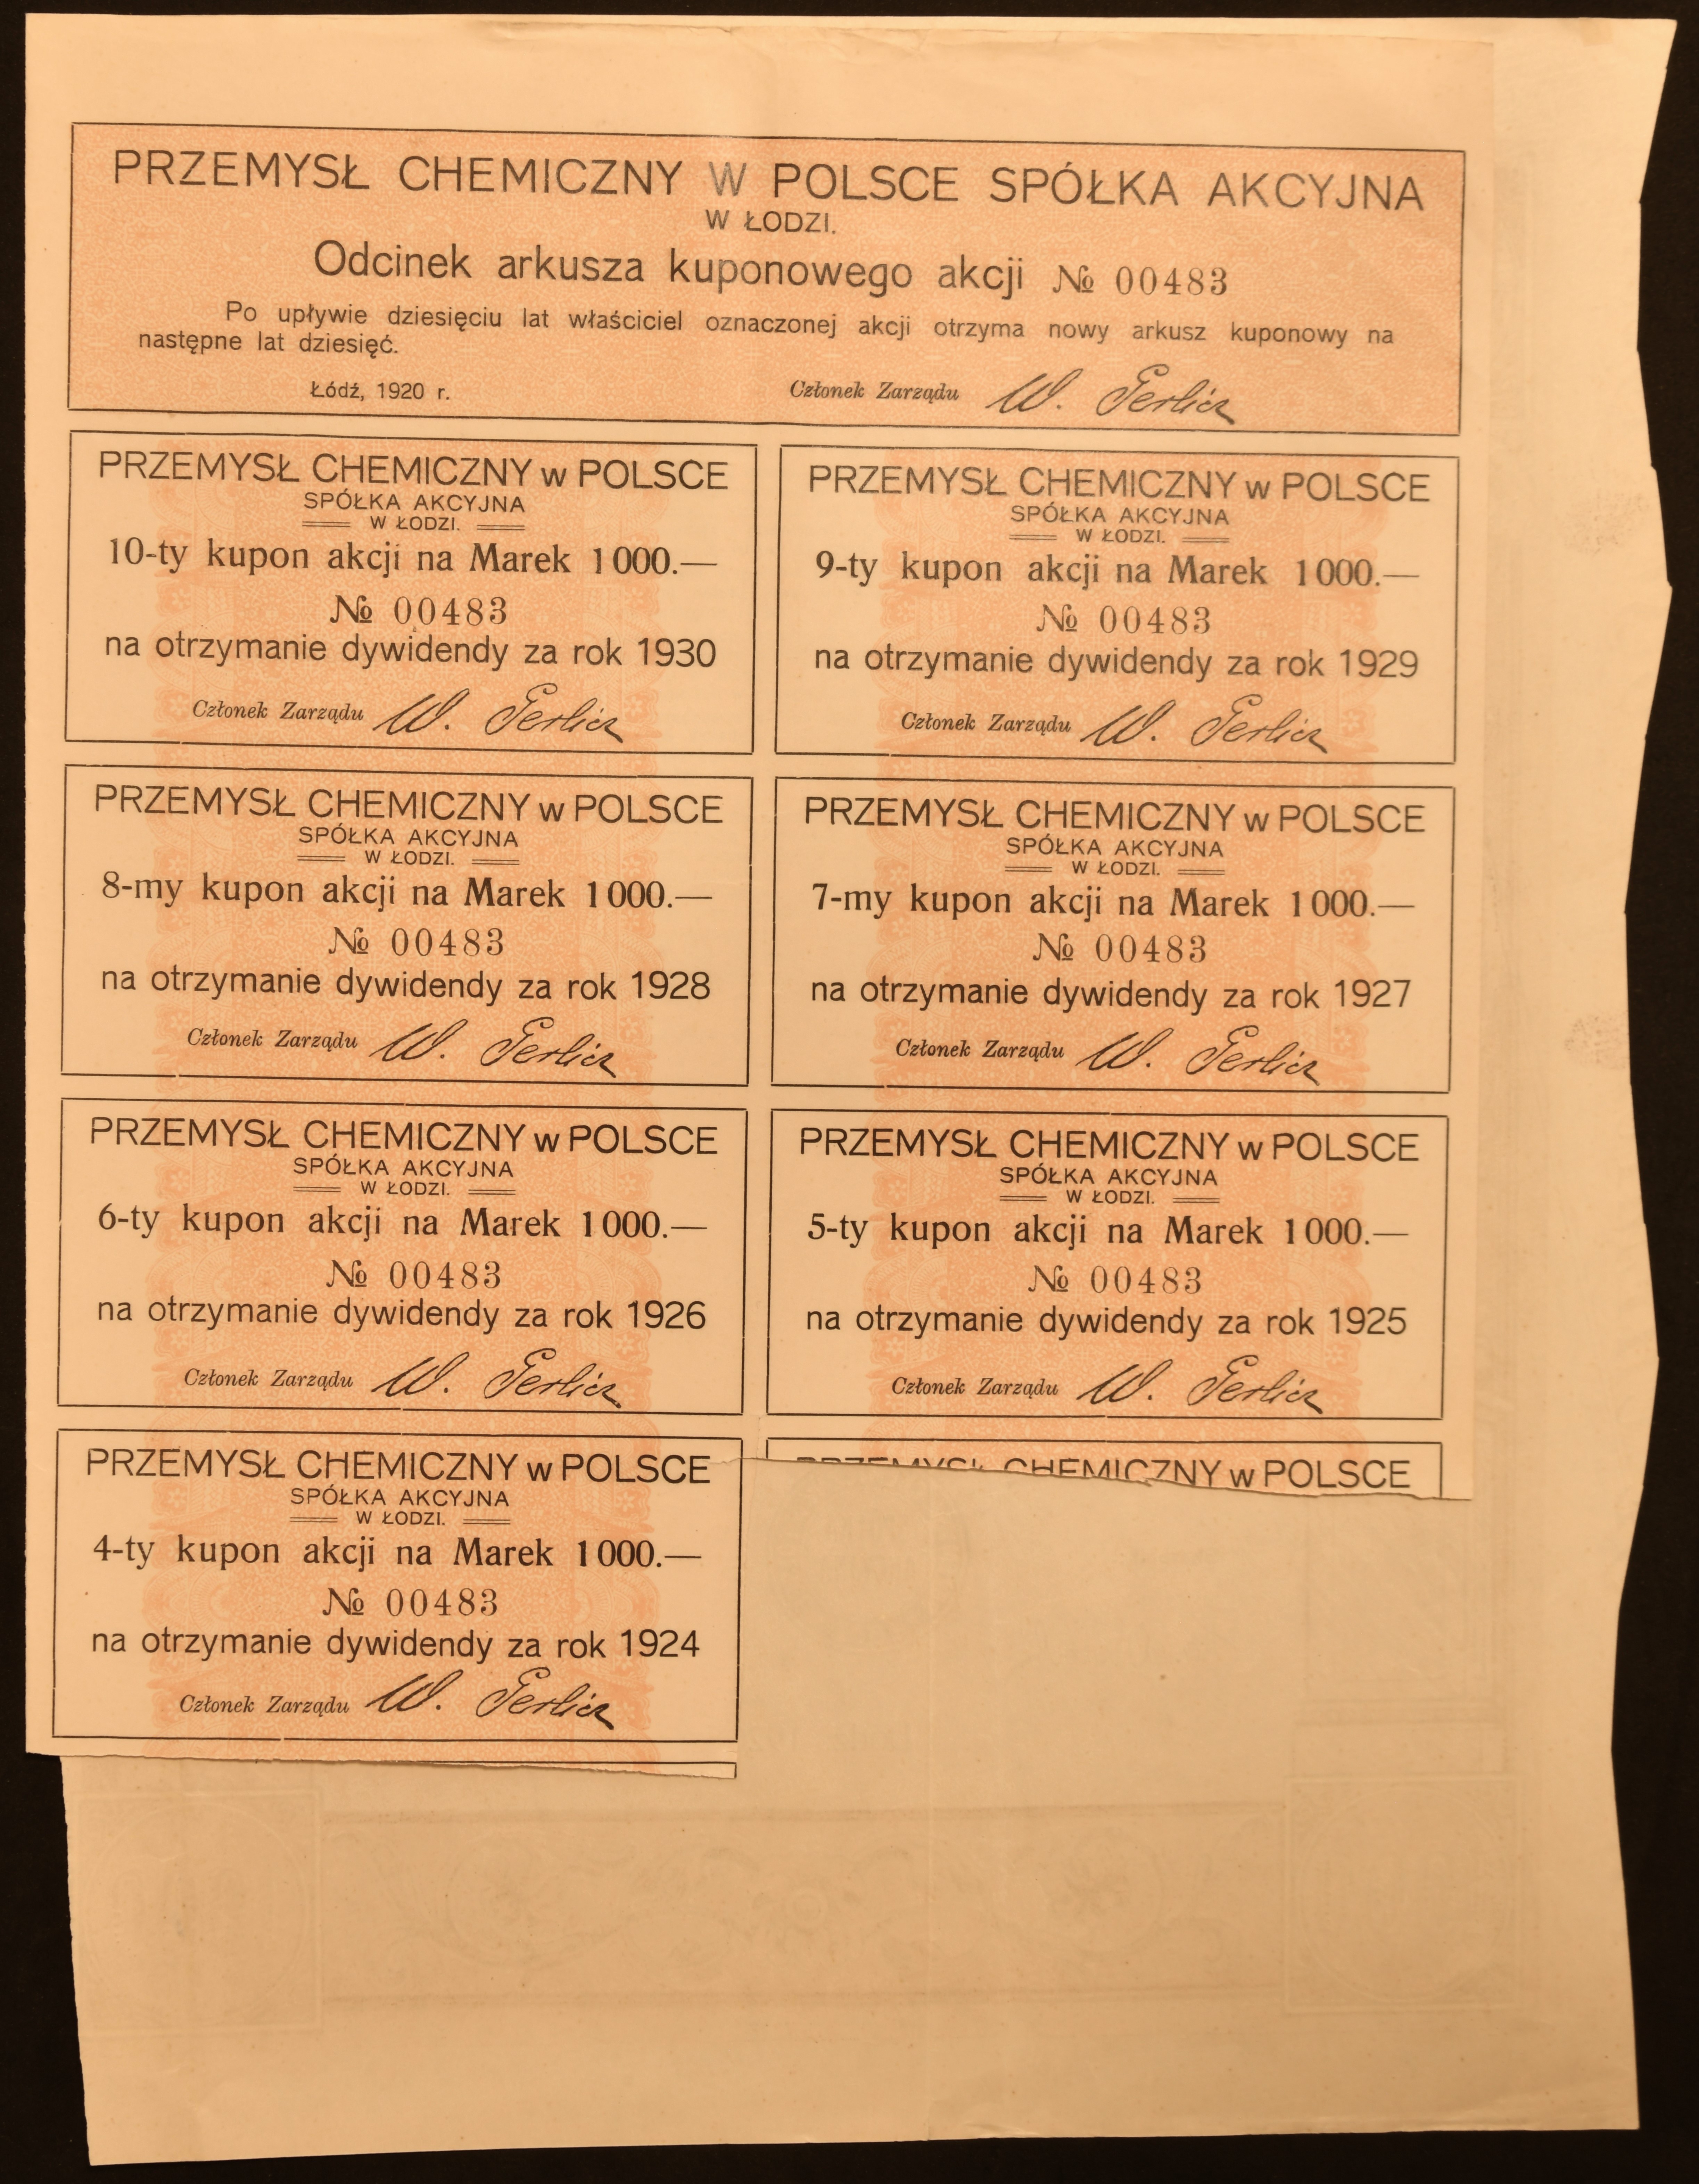 PRZEMYSŁ CHEMICZNY W POLSCE SPÓŁKA AKCYJNA
W ŁODZI.
Odcinek arkusza kuponowego akcji № 00483
Po upływie dziesięciu lat właściciel oznaczonej akcji otrzyma nowy arkusz kuponowy na
następne lat dziesięć.
Łódź, 1920 r.
Członek Zarządu W. Gerlicz
PRZEMYSŁ CHEMICZNY w POLSCE
SPÓŁKA AKCYJNA
W ŁODZI.
10-ty kupon akcji na Marek 1000.—
№ 00483
na otrzymanie dywidendy za rok 1930
Członek Zarządu W. Gerlicz
PRZEMYSŁ CHEMICZNY w POLSCE
SPÓŁKA AKCYJNA
W ŁODZI.
9-ty kupon akcji na Marek 1000.—
№ 00483
na otrzymanie dywidendy za rok 1929
Członek Zarządu W. Gerlicz
PRZEMYSŁ CHEMICZNY w POLSCE
SPÓŁKA AKCYJNA
W ŁODZI.
8-my kupon akcji na Marek 1000.—
№ 00483
na otrzymanie dywidendy za rok 1928
Członek Zarządu W. Gerlicz
PRZEMYSŁ CHEMICZNY w POLSCE
SPÓŁKA AKCYJNA
W ŁODZI.
7-my kupon akcji na Marek 1000.—
№ 00483
na otrzymanie dywidendy za rok 1927
Członek Zarządu W. Gerlicz
PRZEMYSŁ CHEMICZNY w POLSCE
SPÓŁKA AKCYJNA
W ŁODZI.
6-ty kupon akcji na Marek 1000.—
№ 00483
na otrzymanie dywidendy za rok 1926
Członek Zarządu W. Gerlicz
PRZEMYSŁ CHEMICZNY w POLSCE
SPÓŁKA AKCYJNA
W ŁODZI.
5-ty kupon akcji na Marek 1000.—
№ 00483
na otrzymanie dywidendy za rok 1925
Członek Zarządu W. Gerlicz
PRZEMYSŁ CHEMICZNY w POLSCE
SPÓŁKA AKCYJNA
W ŁODZI.
4-ty kupon akcji na Marek 1000.—
№ 00483
na otrzymanie dywidendy za rok 1924
Członek Zarządu W. Gerlicz
PRZEMYSŁ CHEMICZNY w POLSCE